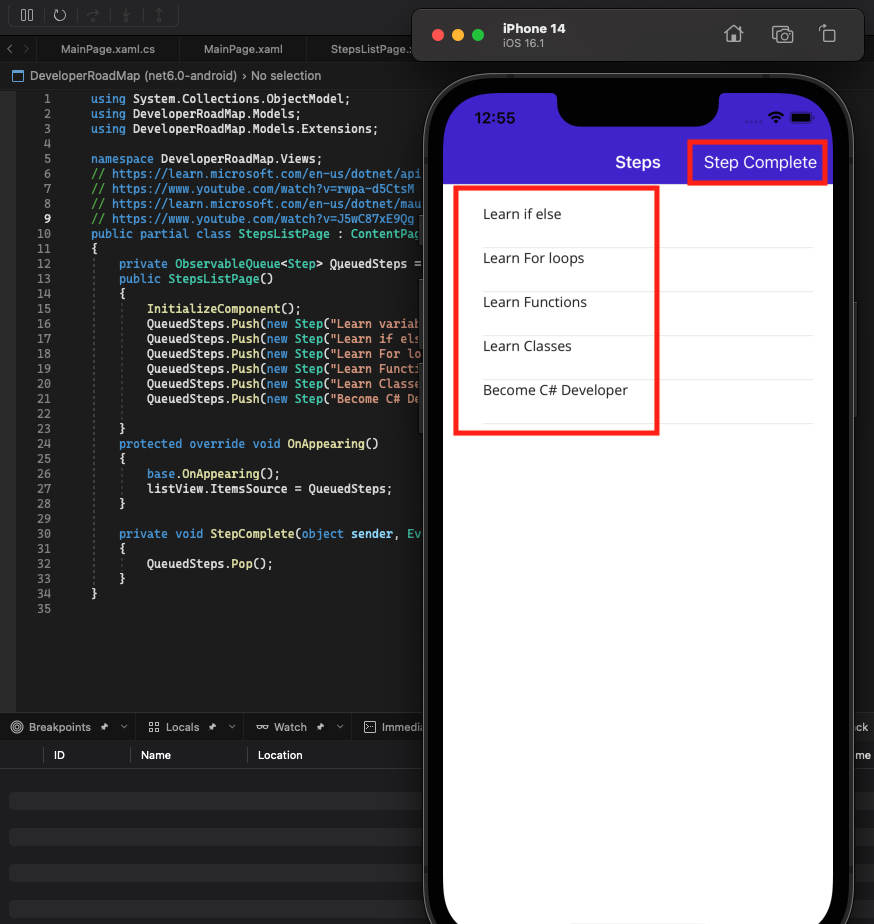 iPhone 14
iOS 16.1
MainPage.xaml.cs
MainPage.xaml
StepsListPage.
DeveloperRoadMap (net6.0-android) › No selection
12:55
Steps
Step Complete
Learn if else
Learn For loops
Learn Functions
Learn Classes
Become C# Developer
1 using System.Collections.ObjectModel;
2 using DeveloperRoadMap.Models;
3 using DeveloperRoadMap.Models.Extensions;
4
5 namespace DeveloperRoadMap.Views;
6 // https://learn.microsoft.com/en-us/dotnet/api
7 // https://www.youtube.com/watch?v=rwpa-d5CtsM
8 // https://learn.microsoft.com/en-us/dotnet/mau
9 // https://www.youtube.com/watch?v=J5wC87xE9Qg
10 public partial class StepsListPage : ContentPag
11 {
12 private ObservableQueue<Step> QueuedSteps =
13 public StepsListPage()
14 {
15 InitializeComponent();
16 QueuedSteps.Push(new Step("Learn variab
17 QueuedSteps.Push(new Step("Learn if els
18 QueuedSteps.Push(new Step("Learn For lo
19 QueuedSteps.Push(new Step("Learn Functi
20 QueuedSteps.Push(new Step("Learn Classe
21 QueuedSteps.Push(new Step("Become C# De
22
23 }
24 protected override void OnAppearing()
25 {
26 base.OnAppearing();
27 listView.ItemsSource = QueuedSteps;
28 }
29
30 private void StepComplete(object sender, Ev
31 {
32 QueuedSteps.Pop();
33 }
34 }
35
Breakpoints
Locals
Watch
Immedia
ck
ID
Name
Location
me